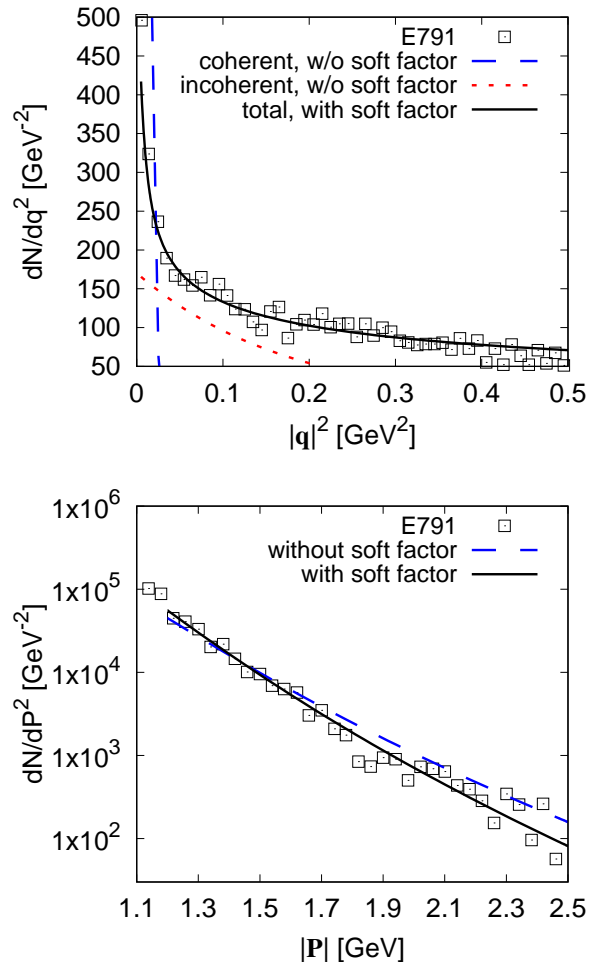 500
450
400
350
300
250
200
150
100
50
dN/dq² [GeV⁻²]
E791
coherent, w/o soft factor
incoherent, w/o soft factor
total, with soft factor
0 0.1 0.2 0.3 0.4 0.5
|q|² [GeV²]
1x10⁶
1x10⁵
1x10⁴
1x10³
1x10²
dN/dP² [GeV⁻²]
E791
without soft factor
with soft factor
1.1 1.3 1.5 1.7 1.9 2.1 2.3 2.5
|P| [GeV]